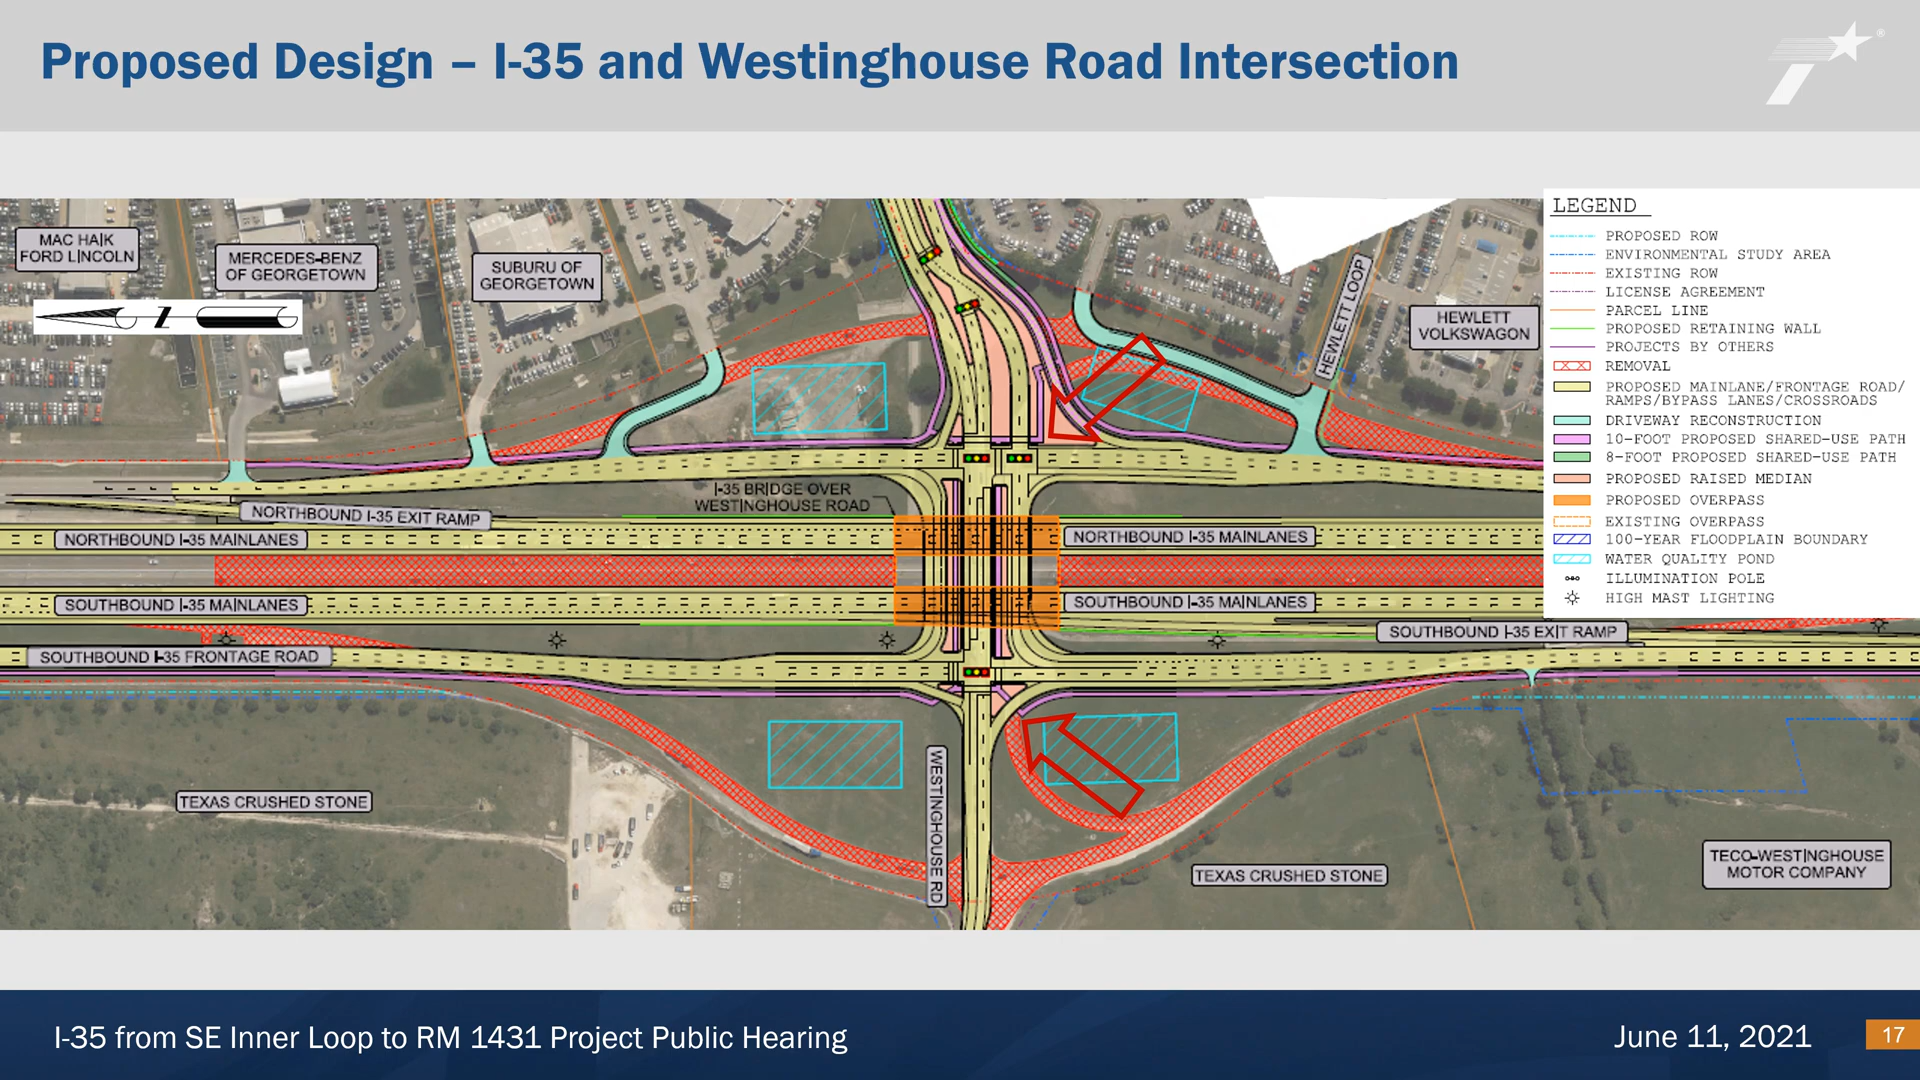 Proposed Design – I-35 and Westinghouse Road Intersection
®
MAC HAIK
FORD LINCOLN
MERCEDES-BENZ
OF GEORGETOWN
SUBURU OF
GEORGETOWN
HEWLETT LOOP
HEWLETT
VOLKSWAGON
Z
I-35 BRIDGE OVER
WESTINGHOUSE ROAD
NORTHBOUND I-35 EXIT RAMP
NORTHBOUND I-35 MAINLANES
NORTHBOUND I-35 MAINLANES
SOUTHBOUND I-35 MAINLANES
SOUTHBOUND I-35 MAINLANES
SOUTHBOUND I-35 EXIT RAMP
SOUTHBOUND I-35 FRONTAGE ROAD
WESTINGHOUSE RD
TEXAS CRUSHED STONE
TEXAS CRUSHED STONE
TECO-WESTINGHOUSE
MOTOR COMPANY
LEGEND
PROPOSED ROW
ENVIRONMENTAL STUDY AREA
EXISTING ROW
LICENSE AGREEMENT
PARCEL LINE
PROPOSED RETAINING WALL
PROJECTS BY OTHERS
REMOVAL
PROPOSED MAINLANE/FRONTAGE ROAD/
RAMPS/BYPASS LANES/CROSSROADS
DRIVEWAY RECONSTRUCTION
10-FOOT PROPOSED SHARED-USE PATH
8-FOOT PROPOSED SHARED-USE PATH
PROPOSED RAISED MEDIAN
PROPOSED OVERPASS
EXISTING OVERPASS
100-YEAR FLOODPLAIN BOUNDARY
WATER QUALITY POND
ILLUMINATION POLE
HIGH MAST LIGHTING
I-35 from SE Inner Loop to RM 1431 Project Public Hearing
June 11, 2021
17